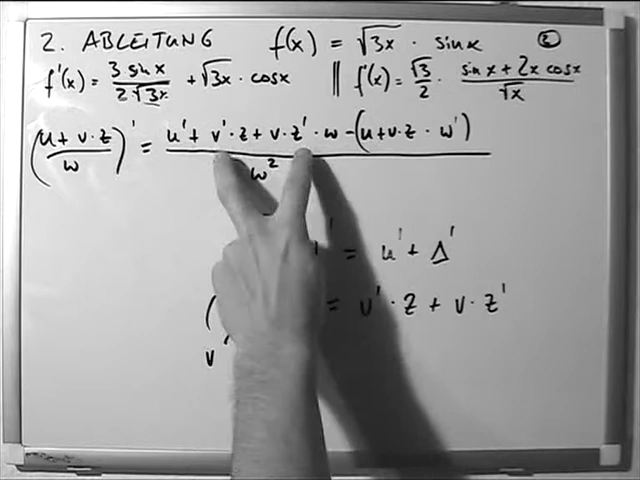 2. ABLEITUNG f(x) = √3x · sin x ②
f'(x) = 3 sin x / 2√3x + √3x · cos x || f'(x) = √3/2 · sin x + 2x cos x / √x
(u + v · z / w)' = u' + v' · z + v · z' · w - (u + v · z · w') / w²
' = u' + Δ'
( = v' · z + v · z'
v